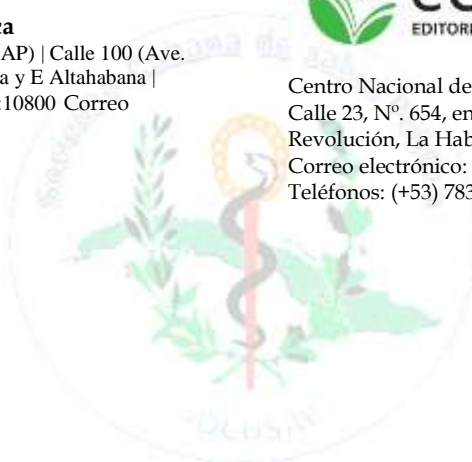 ca
AP) | Calle 100 (Ave.
a y E Altahabana |
:10800 Correo
EDITORI
Centro Nacional de
Calle 23, Nº. 654, en
Revolución, La Hab
Correo electrónico:
Teléfonos: (+53) 783